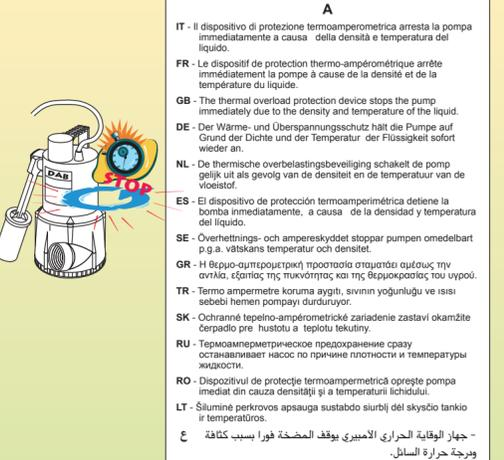 A
IT - Il dispositivo di protezione termoamperometrica arresta la pompa
immediatamente a causa della densità e temperatura del
liquido.
FR - Le dispositif de protection thermo-ampérométrique arrête
immédiatement la pompe à cause de la densité et de la
température du liquide.
GB - The thermal overload protection device stops the pump
immediately due to the density and temperature of the liquid.
DE - Der Wärme- und Überspannungsschutz hält die Pumpe auf
Grund der Dichte und der Temperatur der Flüssigkeit sofort
wieder an.
NL - De thermische overbelastingsbeveiliging schakelt de pomp
gelijk uit als gevolg van de densiteit en de temperatuur van de
vloeistof.
ES - El dispositivo de protección termoamperimétrica detiene la
bomba inmediatamente, a causa de la densidad y temperatura
del líquido.
SE - Överhettnings- och ampereskyddet stoppar pumpen omedelbart
p.g.a. vätskans temperatur och densitet.
GR - Η θερμο-αμπερομετρική προστασία σταματάει αμέσως την
αντλία, εξαιτίας της πυκνότητας και της θερμοκρασίας του υγρού.
TR - Termo ampermetre koruma aygıtı, sıvının yoğunluğu ve ısısı
sebebi hemen pompayı durduruyor.
SK - Ochranné tepelno-ampérometrické zariadenie zastaví okamžite
čerpadlo pre hustotu a teplotu tekutiny.
RU - Термоамперметрическое предохранение сразу
останавливает насос по причине плотности и температуры
жидкости.
RO - Dispozitivul de protecţie termoampermetrică opreşte pompa
imediat din cauza densităţii şi a temperaturii lichidului.
LT - Šiluminė perkrovos apsauga sustabdo siurblį dėl skysčio tankio
ir temperatūros.
ع - جهاز الوقاية الحراري الأمبيري يوقف المضخة فورا بسبب كثافة
ودرجة حرارة السائل.
DAB
STOP